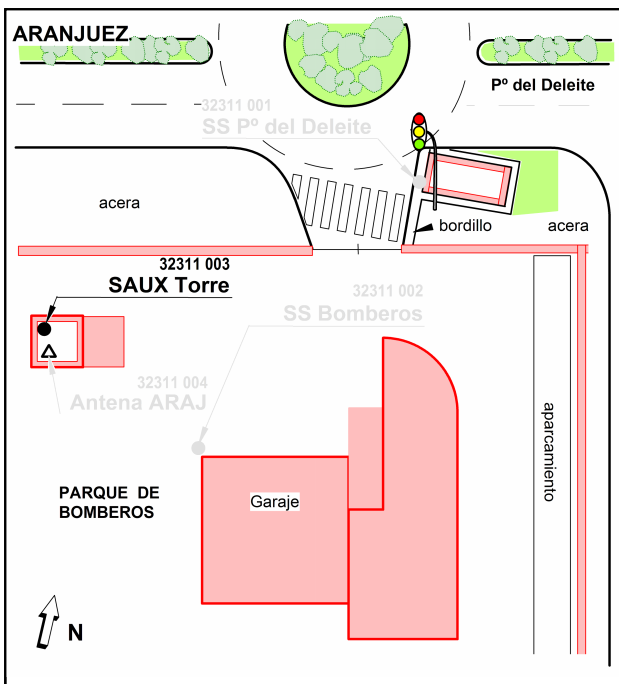 ARANJUEZ
Pº del Deleite
32311 001
SS Pº del Deleite
acera
bordillo
acera
32311 003
SAUX Torre
32311 002
SS Bomberos
32311 004
Antena ARAJ
aparcamiento
PARQUE DE
BOMBEROS
Garaje
N